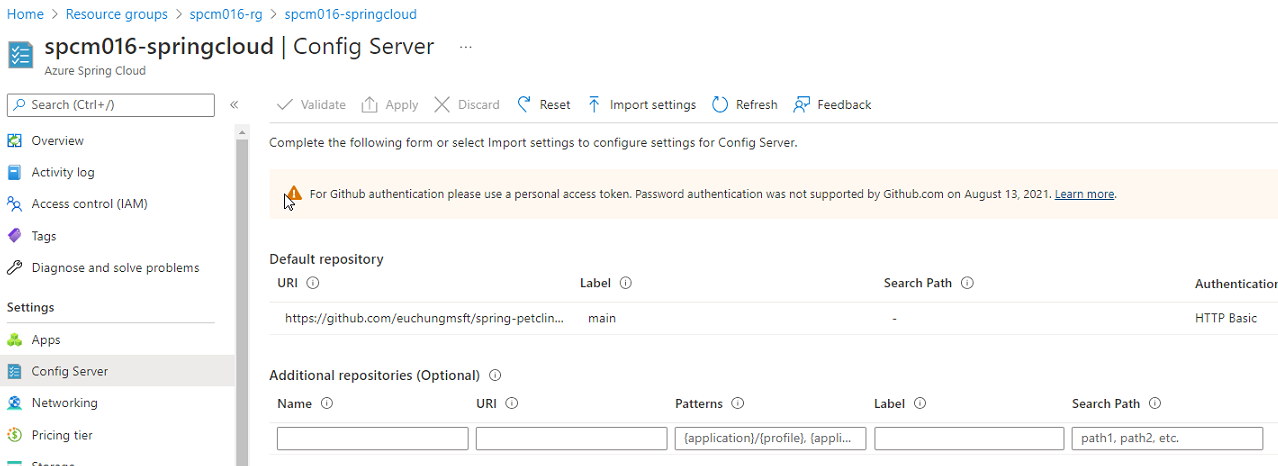 Home > Resource groups > spcm016-rg > spcm016-springcloud
spcm016-springcloud | Config Server ...
Azure Spring Cloud
Search (Ctrl+/) «
Validate Apply Discard Reset Import settings Refresh Feedback
Overview
Activity log
Access control (IAM)
Tags
Diagnose and solve problems
Settings
Apps
Config Server
Networking
Pricing tier
Storage
Complete the following form or select Import settings to configure settings for Config Server.
For Github authentication please use a personal access token. Password authentication was not supported by Github.com on August 13, 2021. Learn more.
Default repository
URI Label Search Path Authentication
https://github.com/euchungmsft/spring-petclin... main - HTTP Basic
Additional repositories (Optional)
Name URI Patterns Label Search Path
{application}/{profile}, {appli... path1, path2, etc.